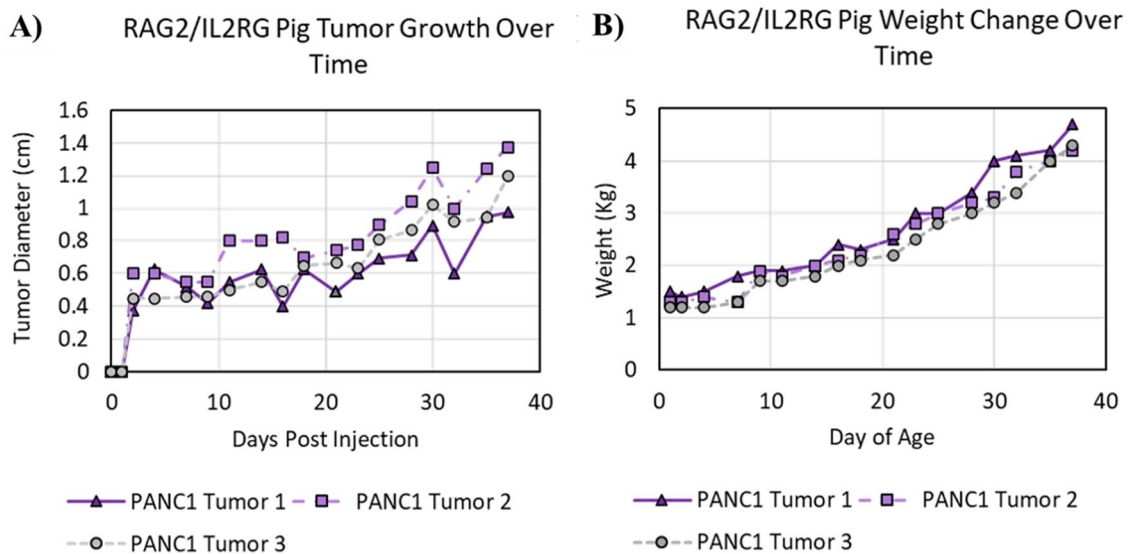 A)
RAG2/IL2RG Pig Tumor Growth Over
Time
Tumor Diameter (cm)
1.6
1.4
1.2
1
0.8
0.6
0.4
0.2
0
0 10 20 30 40
Days Post Injection
PANC1 Tumor 1 PANC1 Tumor 2
PANC1 Tumor 3
B)
RAG2/IL2RG Pig Weight Change Over
Time
Weight (Kg)
5
4
3
2
1
0
0 10 20 30 40
Day of Age
PANC1 Tumor 1 PANC1 Tumor 2
PANC1 Tumor 3